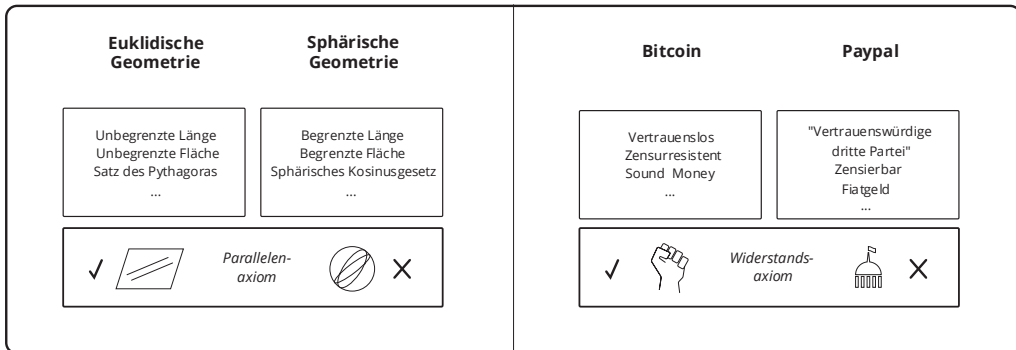 Euklidische
Geometrie
Sphärische
Geometrie
Unbegrenzte Länge
Unbegrenzte Fläche
Satz des Pythagoras
...
Begrenzte Länge
Begrenzte Fläche
Sphärisches Kosinusgesetz
...
Parallelen-
axiom
Bitcoin
Paypal
Vertrauenslos
Zensurresistent
Sound Money
...
"Vertrauenswürdige
dritte Partei"
Zensierbar
Fiatgeld
...
Widerstands-
axiom